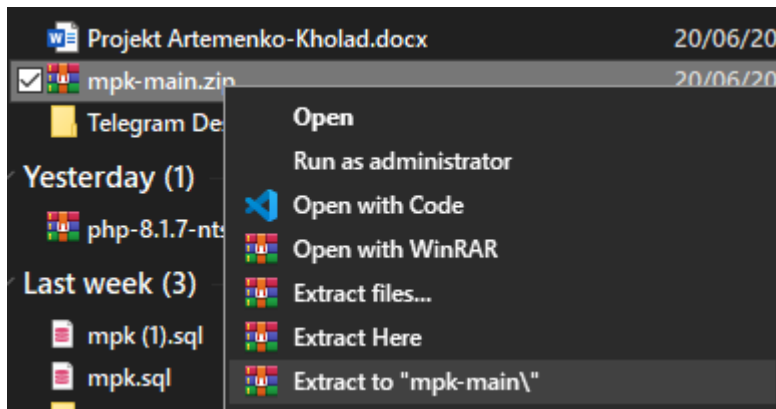 Projekt Artemenko-Kholad.docx 20/06/20
mpk-main.zip 20/06/20
Telegram De
Open
Run as administrator
Yesterday (1)
Open with Code
php-8.1.7-nts
Open with WinRAR
Last week (3)
Extract files...
mpk (1).sql
Extract Here
mpk.sql
Extract to "mpk-main\"